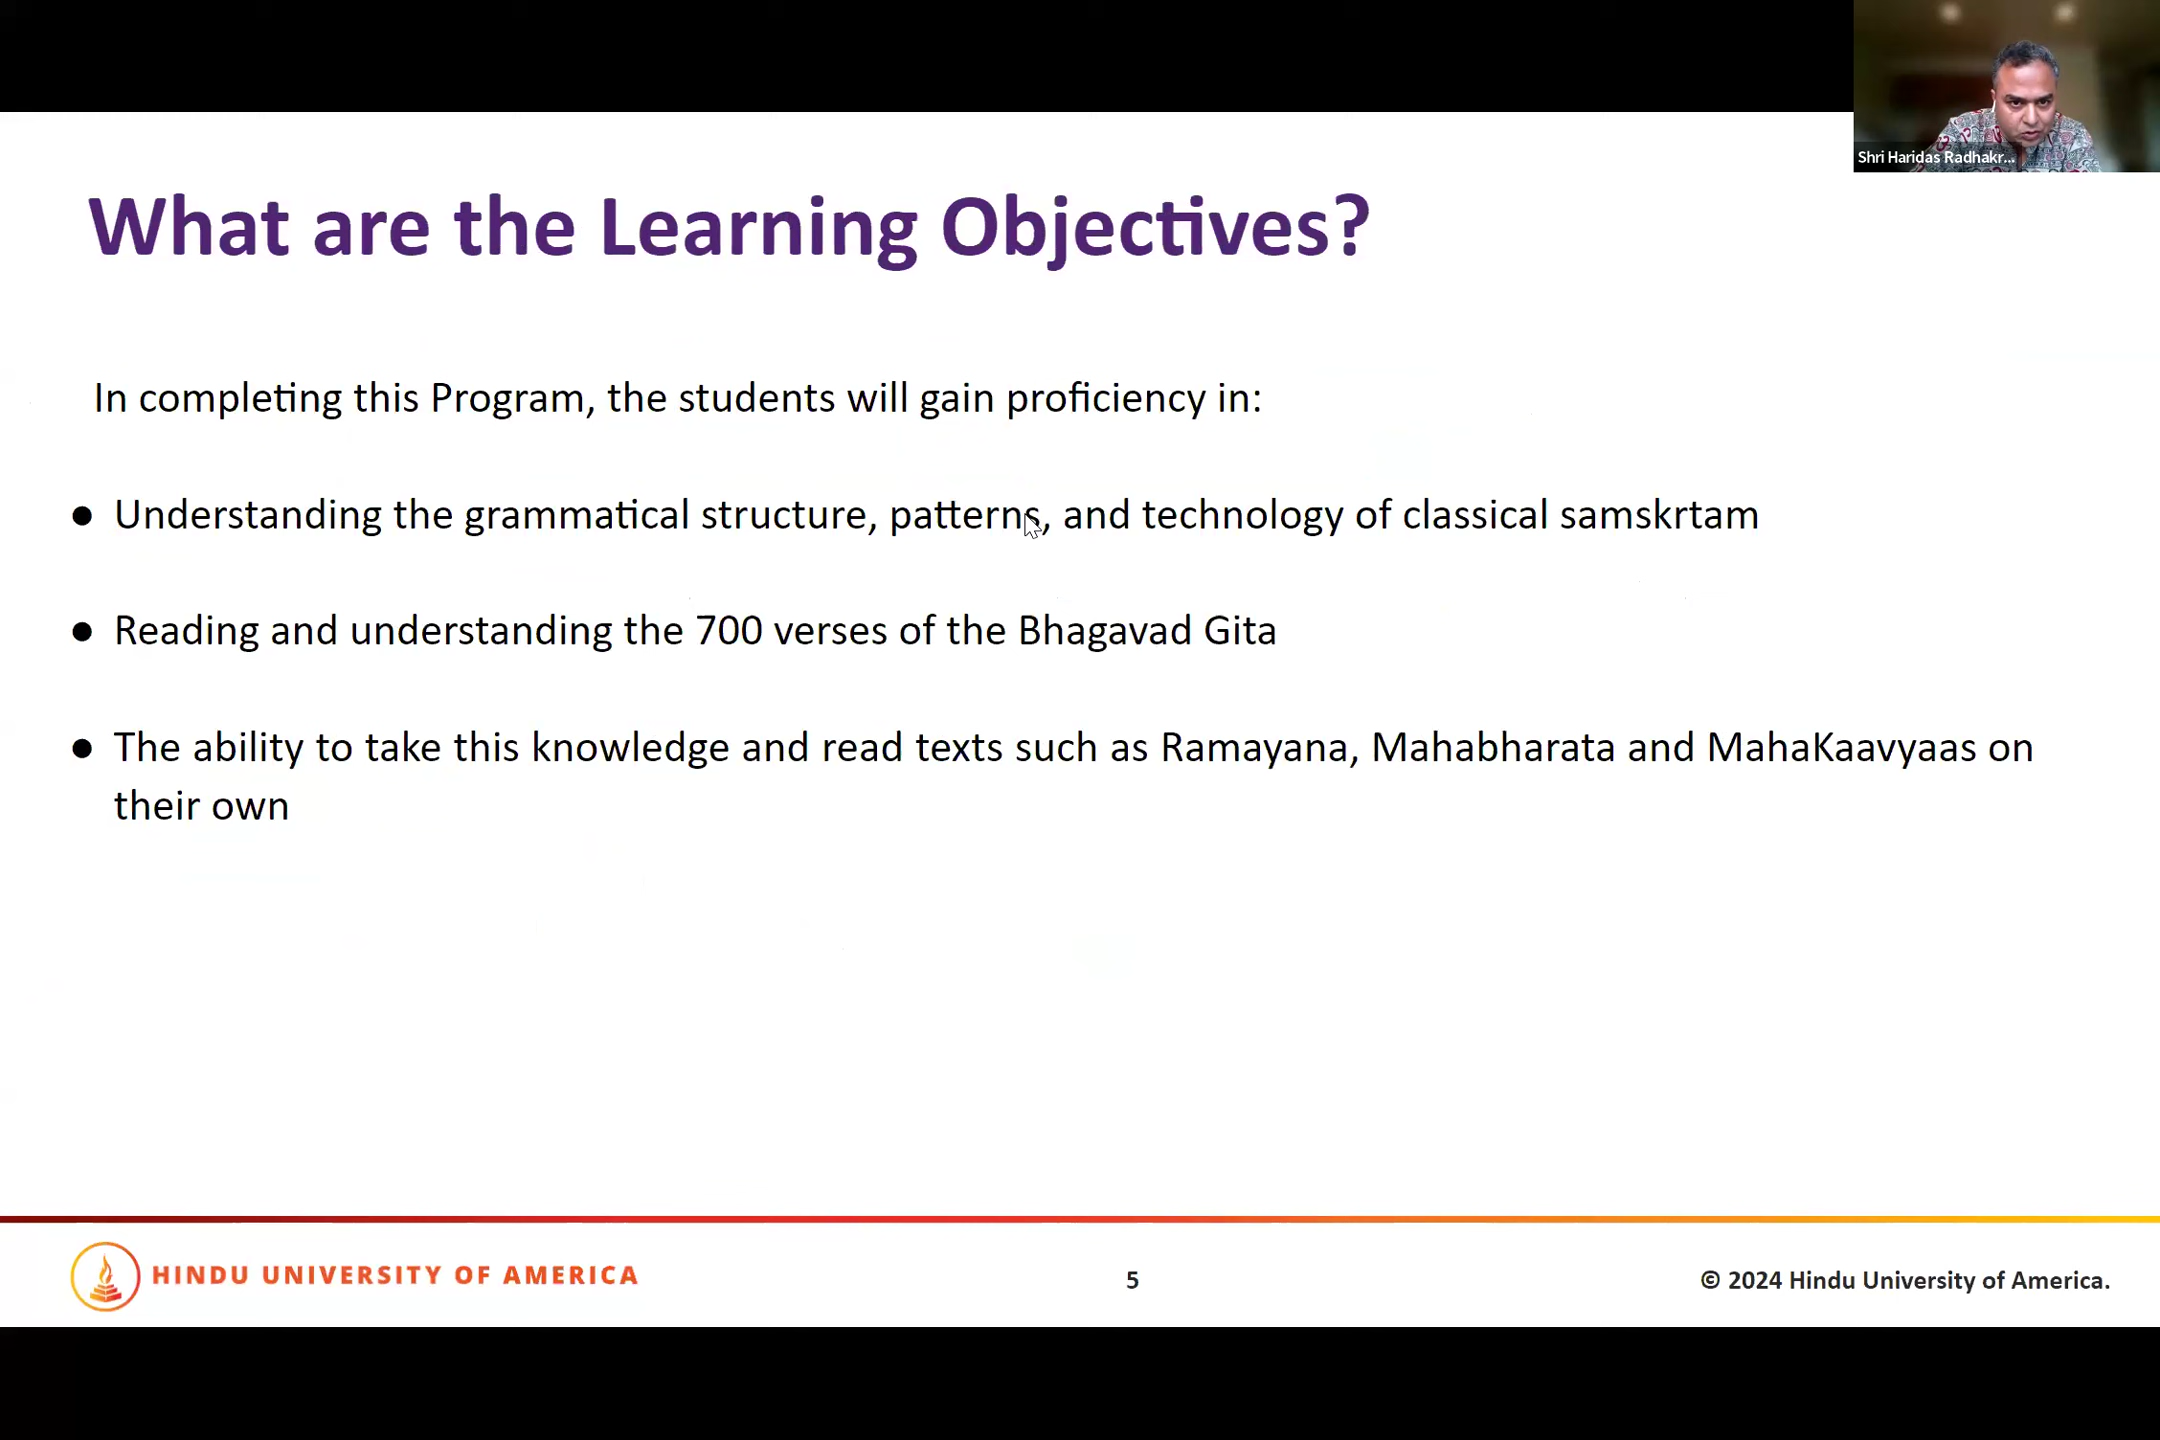 Shri Haridas Radhakr...
What are the Learning Objectives?
In completing this Program, the students will gain proficiency in:
● Understanding the grammatical structure, patterns, and technology of classical samskrtam
● Reading and understanding the 700 verses of the Bhagavad Gita
● The ability to take this knowledge and read texts such as Ramayana, Mahabharata and MahaKaavyaas on
their own
HINDU UNIVERSITY OF AMERICA
5
© 2024 Hindu University of America.